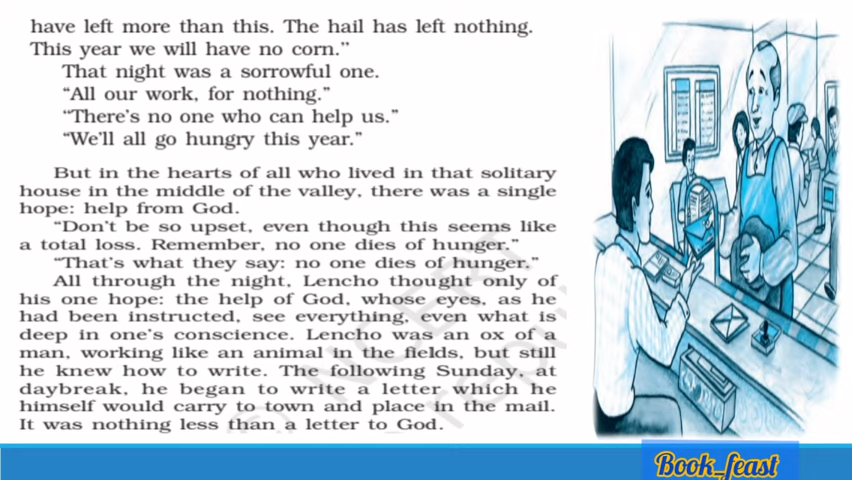 have left more than this. The hail has left nothing.
This year we will have no corn."
That night was a sorrowful one.
"All our work, for nothing."
"There's no one who can help us."
"We'll all go hungry this year."
But in the hearts of all who lived in that solitary
house in the middle of the valley, there was a single
hope: help from God.
"Don't be so upset, even though this seems like
a total loss. Remember, no one dies of hunger."
"That's what they say: no one dies of hunger."
All through the night, Lencho thought only of
his one hope: the help of God, whose eyes, as he
had been instructed, see everything, even what is
deep in one's conscience. Lencho was an ox of a
man, working like an animal in the fields, but still
he knew how to write. The following Sunday, at
daybreak, he began to write a letter which he
himself would carry to town and place in the mail.
It was nothing less than a letter to God.
Book_feast